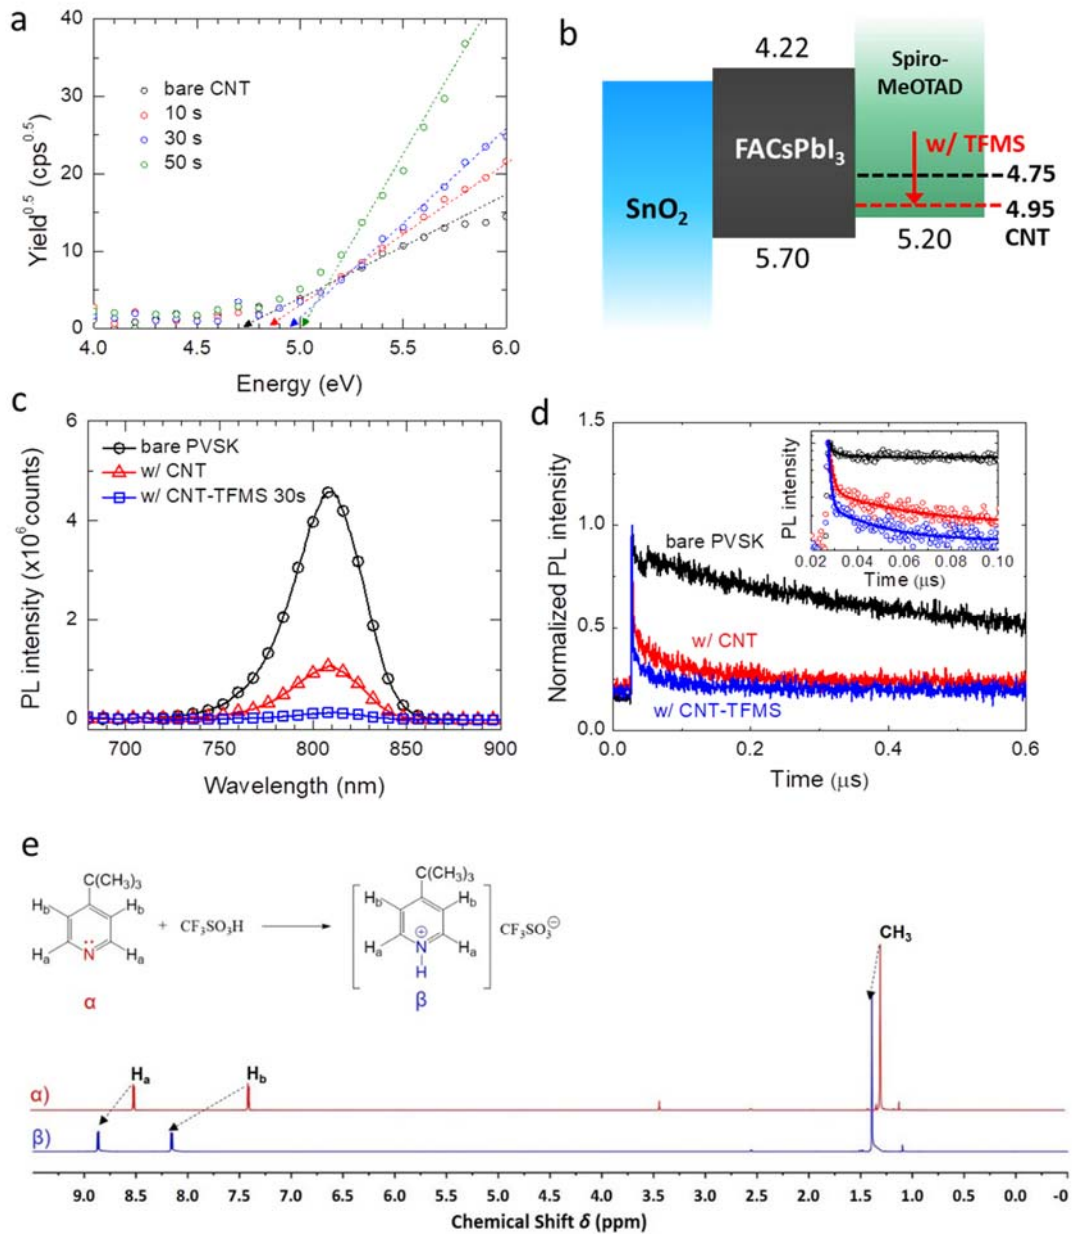 a
40
30
20
10
0
4.0 4.5 5.0 5.5 6.0
Yield^0.5 (cps^0.5)
Energy (eV)
bare CNT
10 s
30 s
50 s
b
4.22
Spiro-
MeOTAD
FACsPbI₃
w/ TFMS
SnO₂
4.75
4.95
CNT
5.20
5.70
c
6
4
2
0
700 750 800 850 900
PL intensity (x10⁶ counts)
Wavelength (nm)
bare PVSK
w/ CNT
w/ CNT-TFMS 30s
d
1.5
1.0
0.5
0.0
0.0 0.2 0.4 0.6
Normalized PL intensity
Time (μs)
bare PVSK
w/ CNT
w/ CNT-TFMS
PL intensity
0.02 0.04 0.06 0.08 0.10
Time (μs)
e
C(CH₃)₃
Hb Hb
Ha N Ha
α
+ CF₃SO₃H
C(CH₃)₃
Hb Hb
Ha N⊕ Ha
H
CF₃SO₃⊖
β
CH₃
Ha Hb
α)
β)
9.0 8.5 8.0 7.5 7.0 6.5 6.0 5.5 5.0 4.5 4.0 3.5 3.0 2.5 2.0 1.5 1.0 0.5 0.0 -0
Chemical Shift δ (ppm)